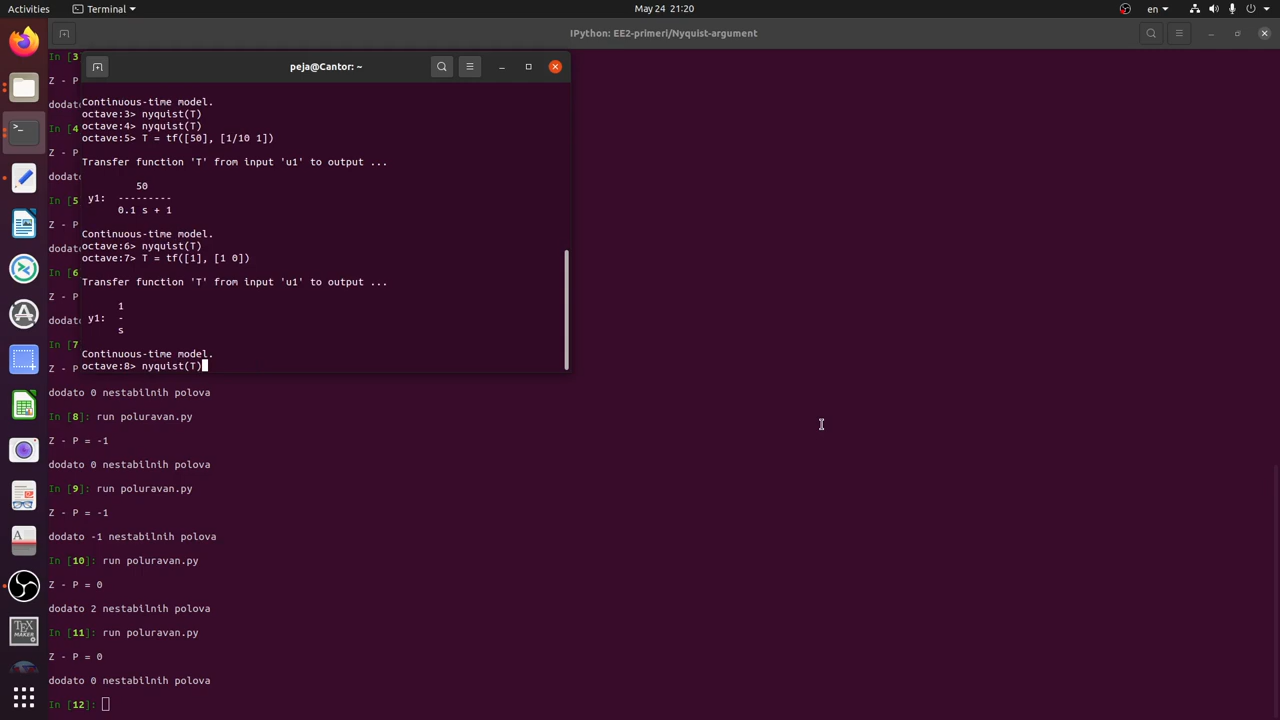 Activities
Terminal
May 24 21:20
en
IPython: EE2-primeri/Nyquist-argument
In [3
Z - P
dodato
In [4
Z - P
dodato
In [5
Z - P
dodato
In [6
Z - P
dodato
In [7
Z - P
peja@Cantor: ~
Continuous-time model.
octave:3> nyquist(T)
octave:4> nyquist(T)
octave:5> T = tf([50], [1/10 1])
Transfer function 'T' from input 'u1' to output ...
50
y1: ---------
0.1 s + 1
Continuous-time model.
octave:6> nyquist(T)
octave:7> T = tf([1], [1 0])
Transfer function 'T' from input 'u1' to output ...
1
y1: -
s
Continuous-time model.
octave:8> nyquist(T)
dodato 0 nestabilnih polova
In [8]: run poluravan.py
Z - P = -1
dodato 0 nestabilnih polova
In [9]: run poluravan.py
Z - P = -1
dodato -1 nestabilnih polova
In [10]: run poluravan.py
Z - P = 0
dodato 2 nestabilnih polova
In [11]: run poluravan.py
Z - P = 0
dodato 0 nestabilnih polova
In [12]: